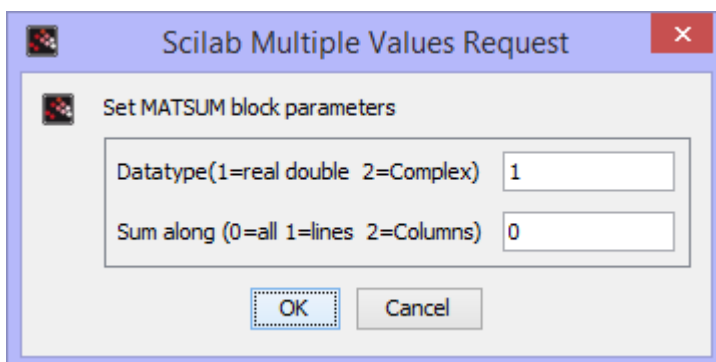 Scilab Multiple Values Request
Set MATSUM block parameters
Datatype(1=real double  2=Complex) 1
Sum along (0=all 1=lines  2=Columns) 0
OK Cancel